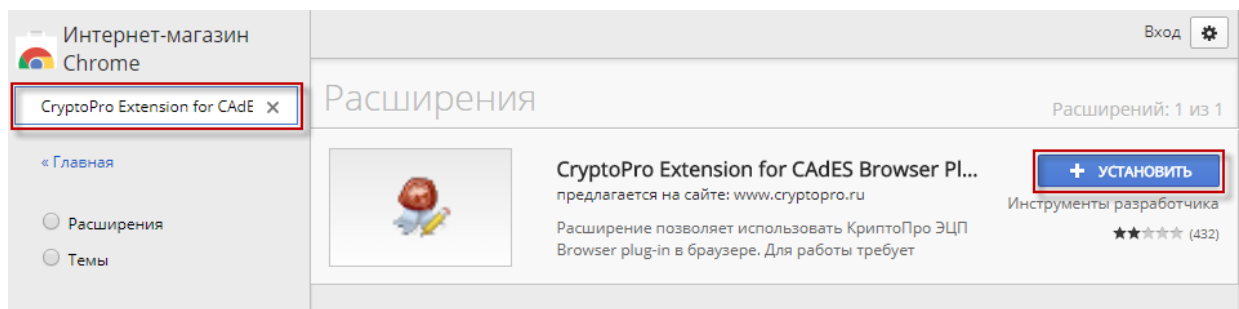 Интернет-магазин
Chrome
Вход
CryptoPro Extension for CAdE
Расширения
Расширений: 1 из 1
« Главная
Расширения
Темы
CryptoPro Extension for CAdES Browser Pl...
предлагается на сайте: www.cryptopro.ru
Расширение позволяет использовать КриптоПро ЭЦП
Browser plug-in в браузере. Для работы требует
+ УСТАНОВИТЬ
Инструменты разработчика
(432)